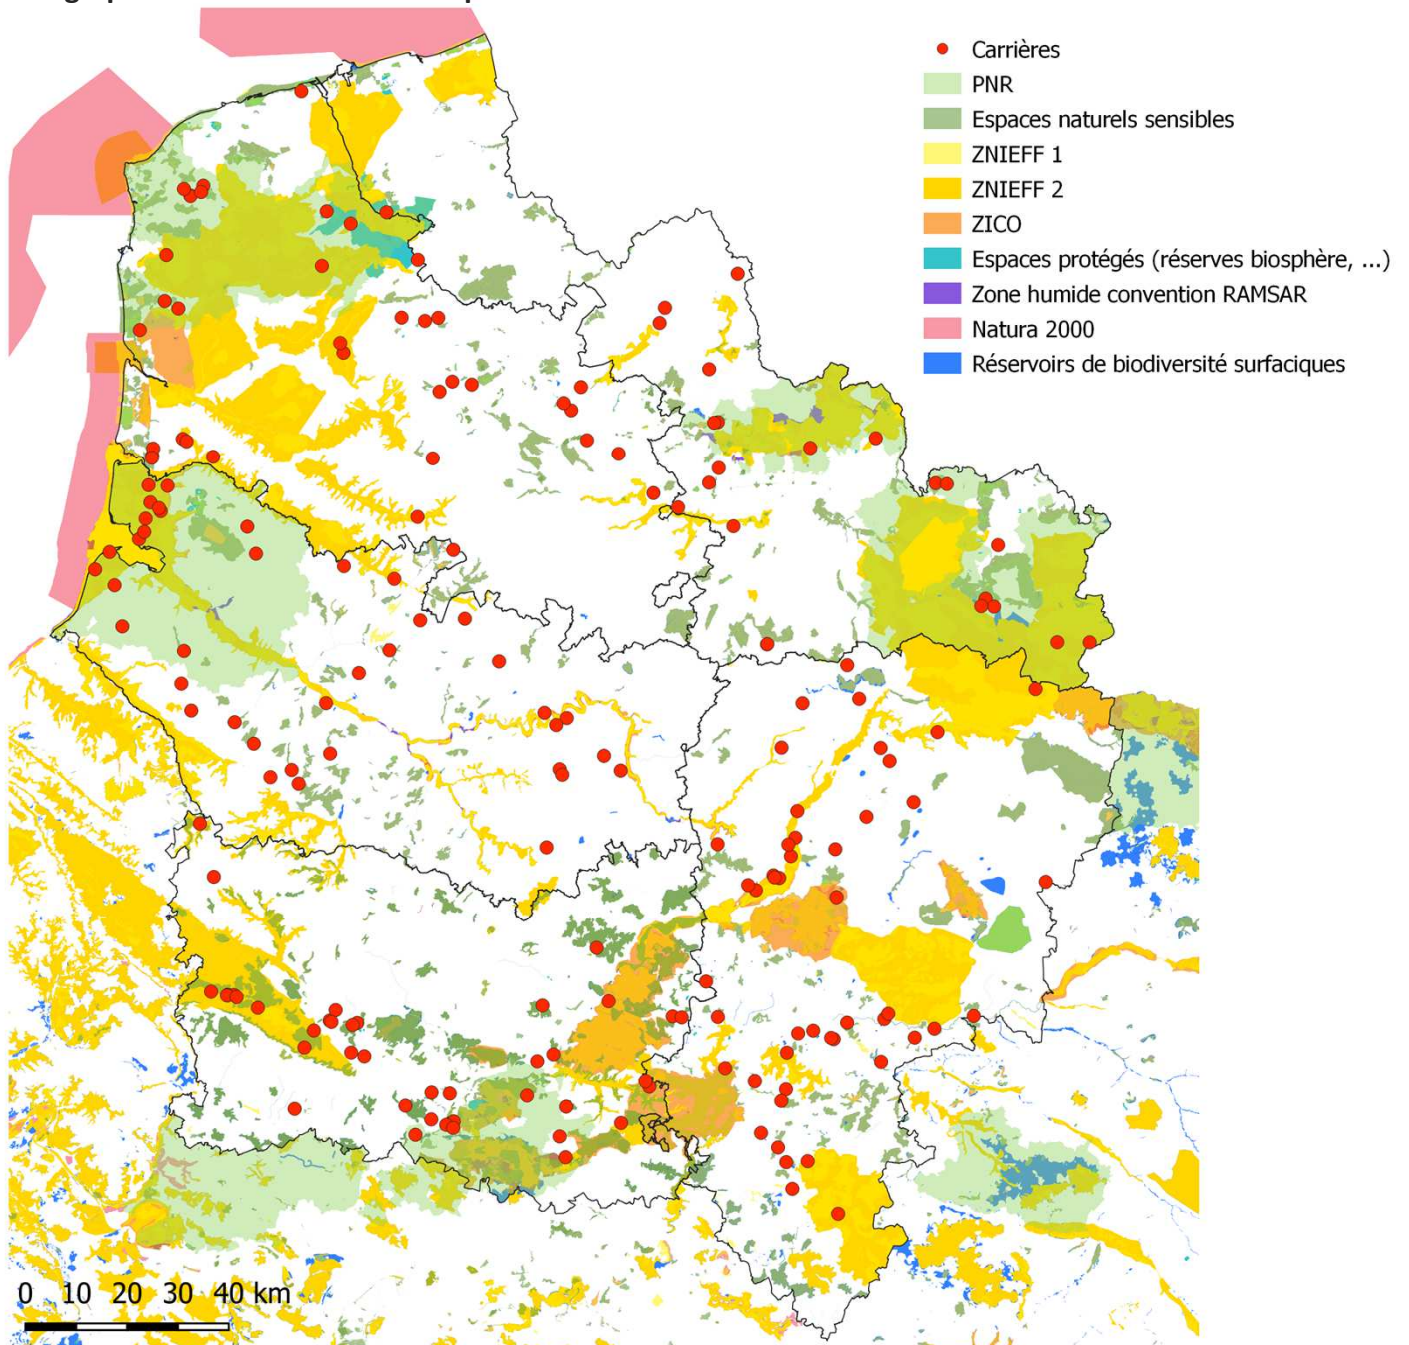 Carrières
PNR
Espaces naturels sensibles
ZNIEFF 1
ZNIEFF 2
ZICO
Espaces protégés (réserves biosphère, ...)
Zone humide convention RAMSAR
Natura 2000
Réservoirs de biodiversité surfaciques
0 10 20 30 40 km